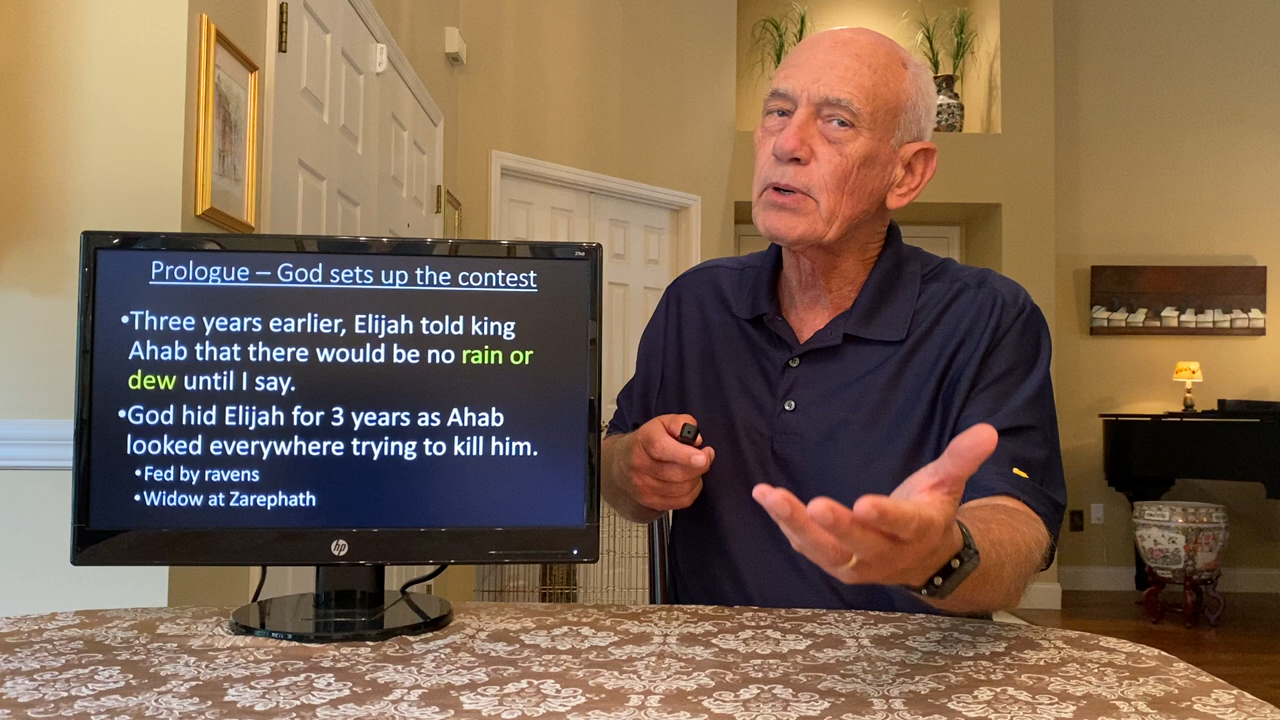 Prologue – God sets up the contest
•Three years earlier, Elijah told king
Ahab that there would be no rain or
dew until I say.
•God hid Elijah for 3 years as Ahab
looked everywhere trying to kill him.
•Fed by ravens
•Widow at Zarephath
hp